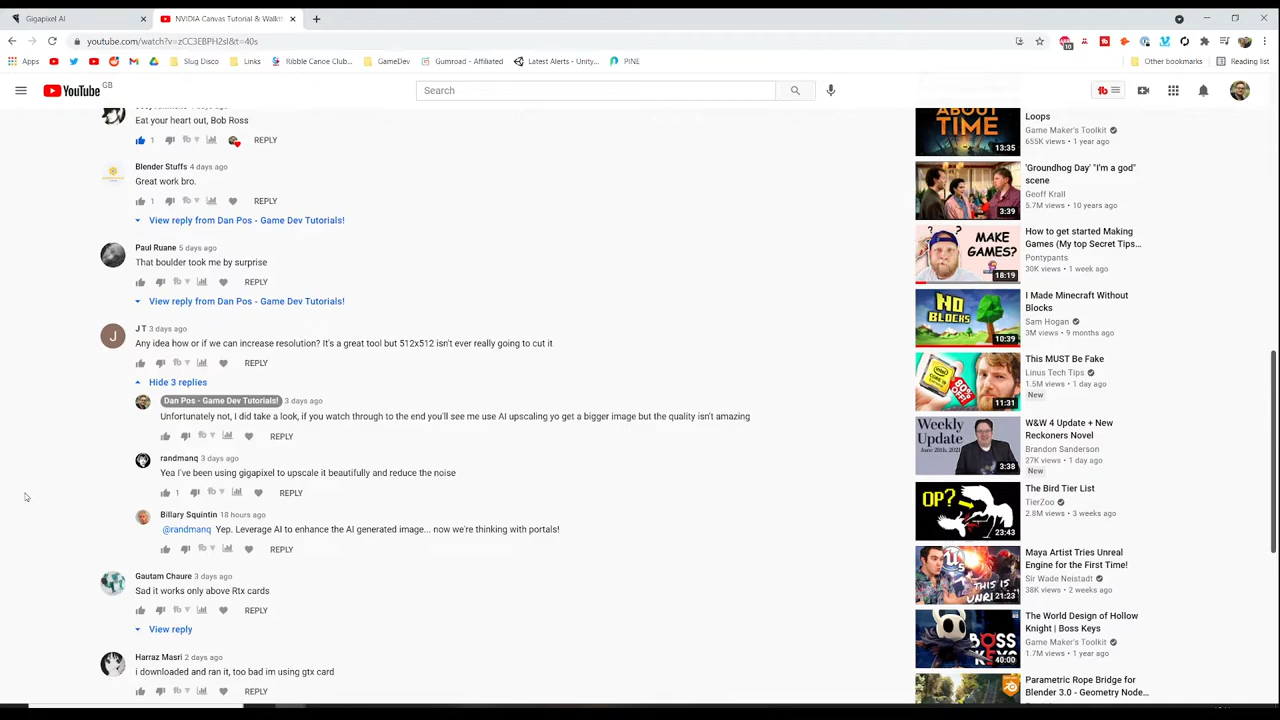 Gigapixel AI
NVIDIA Canvas Tutorial & Walkt
youtube.com/watch?v=zCC3EBPH2sI&t=40s
10
Apps
Slug Disco
Links
Ribble Canoe Club...
GameDev
Gumroad - Affiliated
Latest Alerts - Unity...
PINE
Other bookmarks
Reading list
YouTube
GB
Search
Eat your heart out, Bob Ross
1
REPLY
Blender Stuffs 4 days ago
Great work bro.
1
REPLY
View reply from Dan Pos - Game Dev Tutorials!
Paul Ruane 5 days ago
That boulder took me by surprise
REPLY
View reply from Dan Pos - Game Dev Tutorials!
J
J T 3 days ago
Any idea how or if we can increase resolution? It's a great tool but 512x512 isn't ever really going to cut it
REPLY
Hide 3 replies
Dan Pos - Game Dev Tutorials! 3 days ago
Unfortunately not, I did take a look, if you watch through to the end you'll see me use AI upscaling yo get a bigger image but the quality isn't amazing
REPLY
randmanq 3 days ago
Yea I've been using gigapixel to upscale it beautifully and reduce the noise
1
REPLY
Billary Squintin 18 hours ago
@randmanq Yep. Leverage AI to enhance the AI generated image... now we're thinking with portals!
REPLY
Gautam Chaure 3 days ago
Sad it works only above Rtx cards
REPLY
View reply
Harraz Masri 2 days ago
i downloaded and ran it, too bad im using gtx card
REPLY
ABOUT
TIME
13:35
Loops
Game Maker's Toolkit
655K views • 1 year ago
3:39
'Groundhog Day' "I'm a god"
scene
Geoff Krall
5.7M views • 10 years ago
MAKE
GAMES?
18:19
How to get started Making
Games (My top Secret Tips...
Pontypants
30K views • 1 week ago
NO
BLOCKS
10:39
I Made Minecraft Without
Blocks
Sam Hogan
3M views • 9 months ago
80%
OFF!
11:31
This MUST Be Fake
Linus Tech Tips
1.5M views • 1 day ago
New
Weekly
Update
June 28th, 2021
3:38
W&W 4 Update + New
Reckoners Novel
Brandon Sanderson
27K views • 1 day ago
New
OP?
23:43
The Bird Tier List
TierZoo
2.8M views • 3 weeks ago
THIS IS
UNR
21:23
Maya Artist Tries Unreal
Engine for the First Time!
Sir Wade Neistadt
38K views • 2 weeks ago
BOSS
KEYS
40:00
The World Design of Hollow
Knight | Boss Keys
Game Maker's Toolkit
1.7M views • 1 year ago
Parametric Rope Bridge for
Blender 3.0 - Geometry Node...